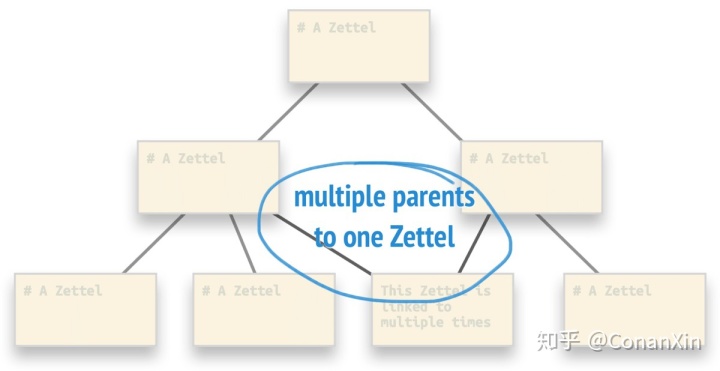 # A Zettel
# A Zettel
# A Zettel
multiple parents
to one Zettel
# A Zettel
# A Zettel
This Zettel is
linked to
multiple times
# A Zettel
知乎 @ConanXin